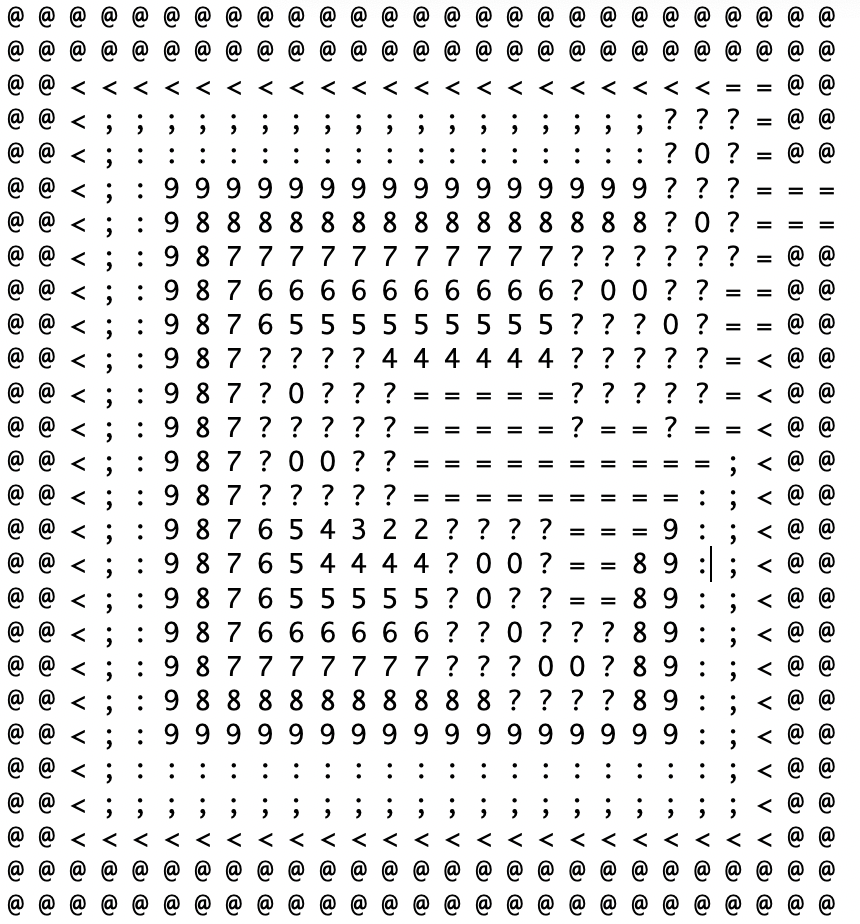 @ @ @ @ @ @ @ @ @ @ @ @ @ @ @ @ @ @ @ @ @ @ @ @ @ @ @
@ @ @ @ @ @ @ @ @ @ @ @ @ @ @ @ @ @ @ @ @ @ @ @ @ @ @
@ @ < < < < < < < < < < < < < < < < < < < < < = = @ @
@ @ < ; ; ; ; ; ; ; ; ; ; ; ; ; ; ; ; ; ; ? ? ? = @ @
@ @ < ; : : : : : : : : : : : : : : : : : ? 0 ? = @ @
@ @ < ; : 9 9 9 9 9 9 9 9 9 9 9 9 9 9 9 9 ? ? ? = = =
@ @ < ; : 9 8 8 8 8 8 8 8 8 8 8 8 8 8 8 8 ? 0 ? = = =
@ @ < ; : 9 8 7 7 7 7 7 7 7 7 7 7 7 ? ? ? ? ? ? = @ @
@ @ < ; : 9 8 7 6 6 6 6 6 6 6 6 6 6 ? 0 0 ? ? = = @ @
@ @ < ; : 9 8 7 6 5 5 5 5 5 5 5 5 5 ? ? ? 0 ? = = @ @
@ @ < ; : 9 8 7 ? ? ? ? 4 4 4 4 4 4 ? ? ? ? ? = < @ @
@ @ < ; : 9 8 7 ? 0 ? ? ? = = = = = ? ? ? ? ? = < @ @
@ @ < ; : 9 8 7 ? ? ? ? ? = = = = = ? = = ? = = < @ @
@ @ < ; : 9 8 7 ? 0 0 ? ? = = = = = = = = = = ; < @ @
@ @ < ; : 9 8 7 ? ? ? ? ? = = = = = = = = = : ; < @ @
@ @ < ; : 9 8 7 6 5 4 3 2 2 ? ? ? ? = = = 9 : ; < @ @
@ @ < ; : 9 8 7 6 5 4 4 4 4 ? 0 0 ? = = 8 9 : ; < @ @
@ @ < ; : 9 8 7 6 5 5 5 5 5 ? 0 ? ? = = 8 9 : ; < @ @
@ @ < ; : 9 8 7 6 6 6 6 6 6 ? ? 0 ? ? ? 8 9 : ; < @ @
@ @ < ; : 9 8 7 7 7 7 7 7 7 ? ? ? 0 0 ? 8 9 : ; < @ @
@ @ < ; : 9 8 8 8 8 8 8 8 8 8 8 ? ? ? ? 8 9 : ; < @ @
@ @ < ; : 9 9 9 9 9 9 9 9 9 9 9 9 9 9 9 9 9 : ; < @ @
@ @ < ; : : : : : : : : : : : : : : : : : : : ; < @ @
@ @ < ; ; ; ; ; ; ; ; ; ; ; ; ; ; ; ; ; ; ; ; ; < @ @
@ @ < < < < < < < < < < < < < < < < < < < < < < < @ @
@ @ @ @ @ @ @ @ @ @ @ @ @ @ @ @ @ @ @ @ @ @ @ @ @ @ @
@ @ @ @ @ @ @ @ @ @ @ @ @ @ @ @ @ @ @ @ @ @ @ @ @ @ @